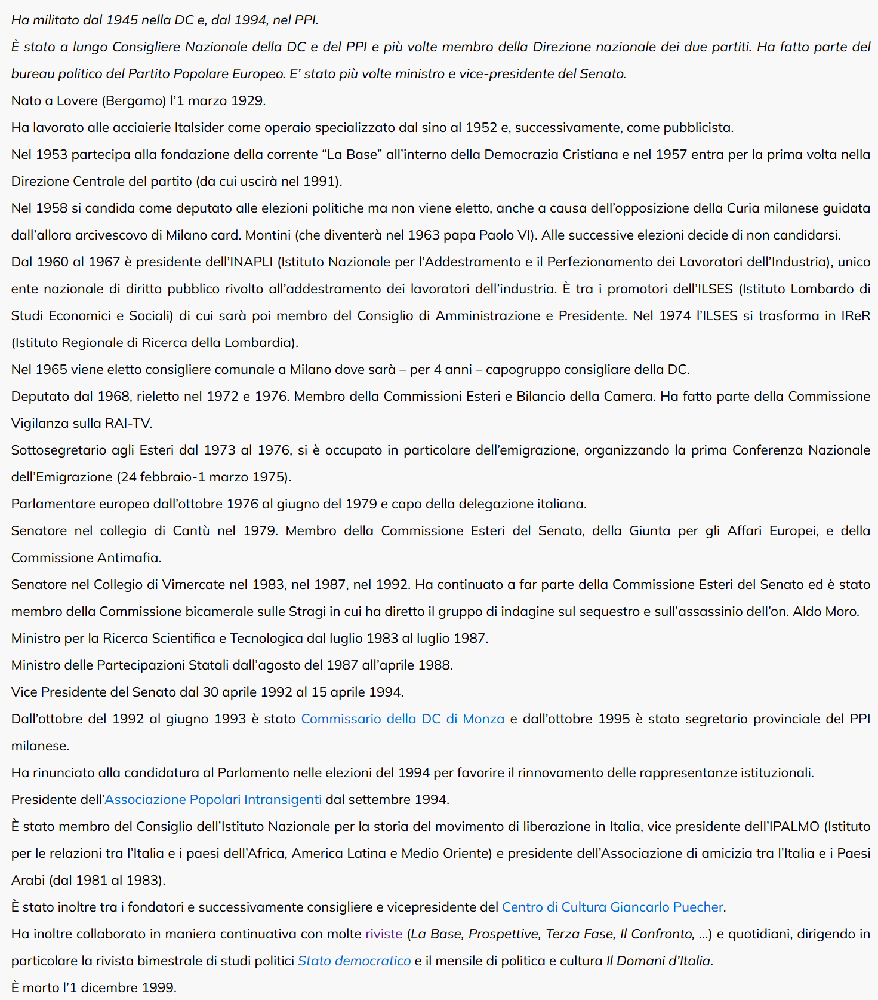 Ha militato dal 1945 nella DC e, dal 1994, nel PPI.
È stato a lungo Consigliere Nazionale della DC e del PPI e più volte membro della Direzione nazionale dei due partiti. Ha fatto parte del
bureau politico del Partito Popolare Europeo. E’ stato più volte ministro e vice-presidente del Senato.
Nato a Lovere (Bergamo) l’1 marzo 1929.
Ha lavorato alle acciaierie Italsider come operaio specializzato dal sino al 1952 e, successivamente, come pubblicista.
Nel 1953 partecipa alla fondazione della corrente “La Base” all’interno della Democrazia Cristiana e nel 1957 entra per la prima volta nella
Direzione Centrale del partito (da cui uscirà nel 1991).
Nel 1958 si candida come deputato alle elezioni politiche ma non viene eletto, anche a causa dell’opposizione della Curia milanese guidata
dall’allora arcivescovo di Milano card. Montini (che diventerà nel 1963 papa Paolo VI). Alle successive elezioni decide di non candidarsi.
Dal 1960 al 1967 è presidente dell’INAPLI (Istituto Nazionale per l’Addestramento e il Perfezionamento dei Lavoratori dell’Industria), unico
ente nazionale di diritto pubblico rivolto all’addestramento dei lavoratori dell’industria. È tra i promotori dell’ILSES (Istituto Lombardo di
Studi Economici e Sociali) di cui sarà poi membro del Consiglio di Amministrazione e Presidente. Nel 1974 l’ILSES si trasforma in IReR
(Istituto Regionale di Ricerca della Lombardia).
Nel 1965 viene eletto consigliere comunale a Milano dove sarà – per 4 anni – capogruppo consigliare della DC.
Deputato dal 1968, rieletto nel 1972 e 1976. Membro della Commissioni Esteri e Bilancio della Camera. Ha fatto parte della Commissione
Vigilanza sulla RAI-TV.
Sottosegretario agli Esteri dal 1973 al 1976, si è occupato in particolare dell’emigrazione, organizzando la prima Conferenza Nazionale
dell’Emigrazione (24 febbraio-1 marzo 1975).
Parlamentare europeo dall’ottobre 1976 al giugno del 1979 e capo della delegazione italiana.
Senatore nel collegio di Cantù nel 1979. Membro della Commissione Esteri del Senato, della Giunta per gli Affari Europei, e della
Commissione Antimafia.
Senatore nel Collegio di Vimercate nel 1983, nel 1987, nel 1992. Ha continuato a far parte della Commissione Esteri del Senato ed è stato
membro della Commissione bicamerale sulle Stragi in cui ha diretto il gruppo di indagine sul sequestro e sull’assassinio dell’on. Aldo Moro.
Ministro per la Ricerca Scientifica e Tecnologica dal luglio 1983 al luglio 1987.
Ministro delle Partecipazioni Statali dall’agosto del 1987 all’aprile 1988.
Vice Presidente del Senato dal 30 aprile 1992 al 15 aprile 1994.
Dall’ottobre del 1992 al giugno 1993 è stato Commissario della DC di Monza e dall’ottobre 1995 è stato segretario provinciale del PPI
milanese.
Ha rinunciato alla candidatura al Parlamento nelle elezioni del 1994 per favorire il rinnovamento delle rappresentanze istituzionali.
Presidente dell’Associazione Popolari Intransigenti dal settembre 1994.
È stato membro del Consiglio dell’Istituto Nazionale per la storia del movimento di liberazione in Italia, vice presidente dell’IPALMO (Istituto
per le relazioni tra l’Italia e i paesi dell’Africa, America Latina e Medio Oriente) e presidente dell’Associazione di amicizia tra l’Italia e i Paesi
Arabi (dal 1981 al 1983).
È stato inoltre tra i fondatori e successivamente consigliere e vicepresidente del Centro di Cultura Giancarlo Puecher.
Ha inoltre collaborato in maniera continuativa con molte riviste (La Base, Prospettive, Terza Fase, Il Confronto, …) e quotidiani, dirigendo in
particolare la rivista bimestrale di studi politici Stato democratico e il mensile di politica e cultura Il Domani d’Italia.
È morto l’1 dicembre 1999.